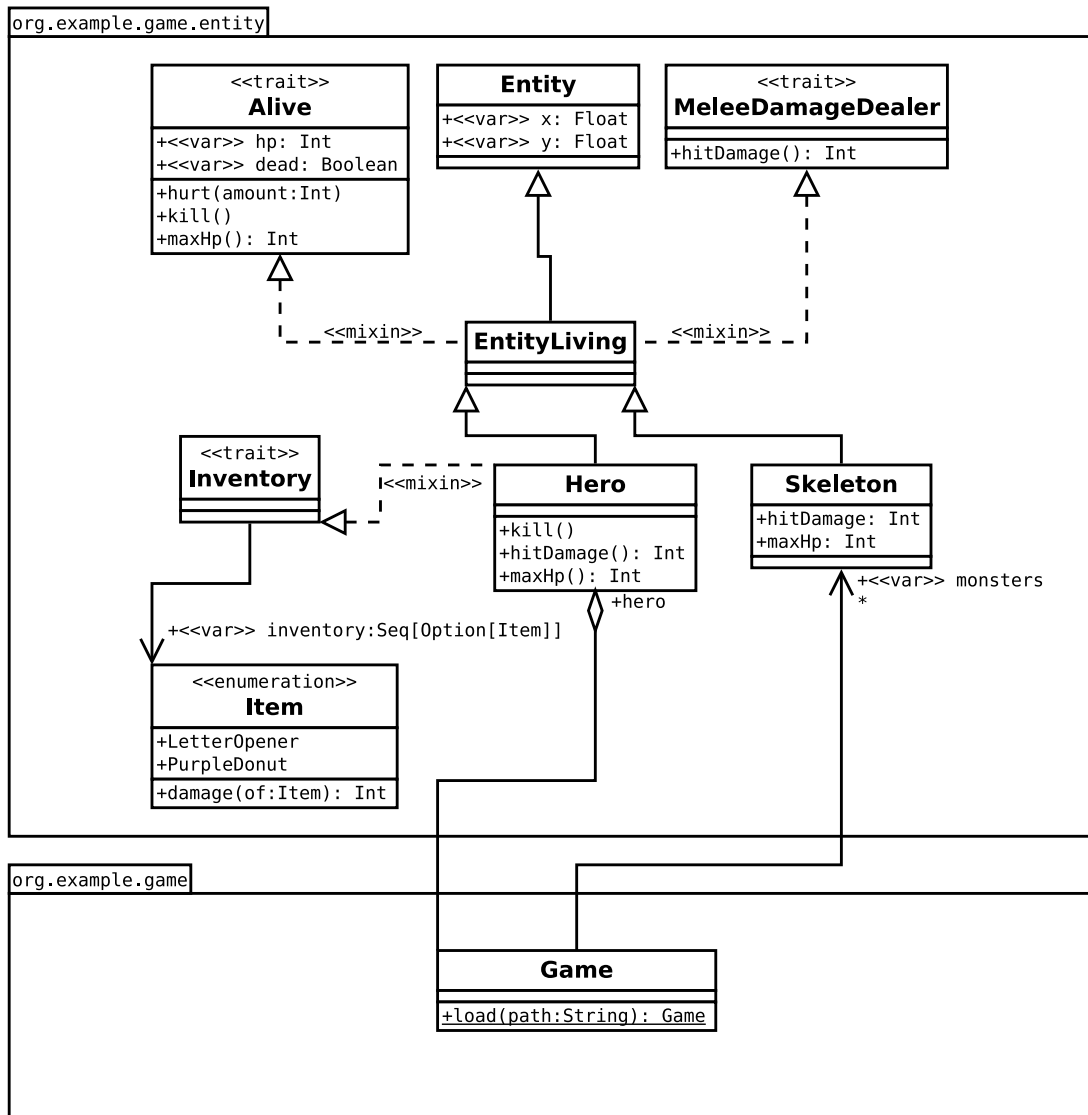 org.example.game.entity
<<trait>>
Alive
+<<var>> hp: Int
+<<var>> dead: Boolean
+hurt(amount:Int)
+kill()
+maxHp(): Int
Entity
+<<var>> x: Float
+<<var>> y: Float
<<trait>>
MeleeDamageDealer
+hitDamage(): Int
<<mixin>>
EntityLiving
<<mixin>>
<<trait>>
Inventory
<<mixin>>
Hero
+kill()
+hitDamage(): Int
+maxHp(): Int
+hero
Skeleton
+hitDamage: Int
+maxHp: Int
+<<var>> monsters
*
+<<var>> inventory:Seq[Option[Item]]
<<enumeration>>
Item
+LetterOpener
+PurpleDonut
+damage(of:Item): Int
org.example.game
Game
+load(path:String): Game